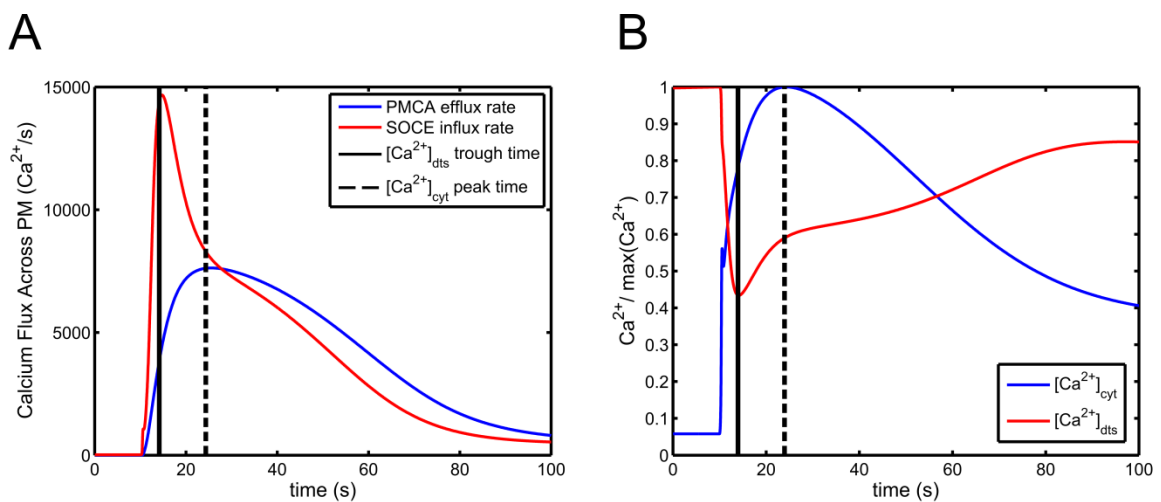 A
B
Calcium Flux Across PM (Ca²⁺/s)
15000
10000
5000
0
PMCA efflux rate
SOCE influx rate
[Ca²⁺]dts trough time
[Ca²⁺]cyt peak time
0 20 40 60 80 100
time (s)
Ca²⁺/ max(Ca²⁺)
1
0.9
0.8
0.7
0.6
0.5
0.4
0.3
0.2
0.1
0
[Ca²⁺]cyt
[Ca²⁺]dts
0 20 40 60 80 100
time (s)